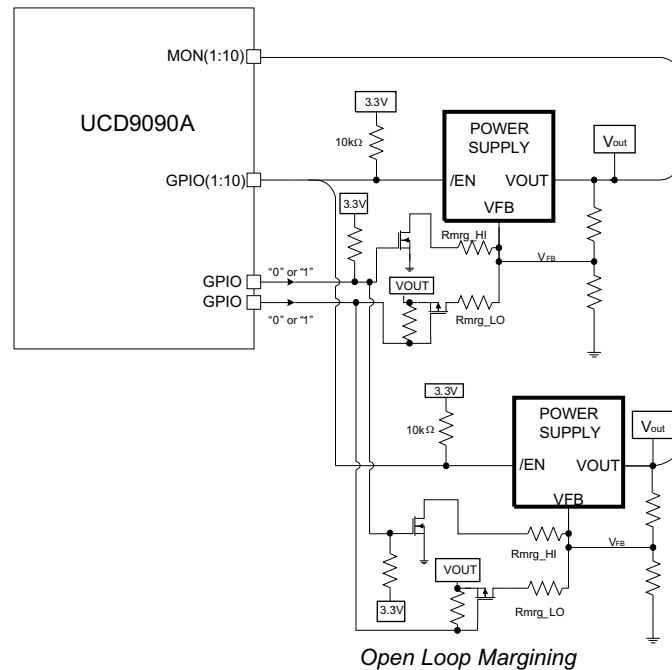 MON(1:10)
UCD9090A
GPIO(1:10)
GPIO
GPIO
"0" or "1"
"0" or "1"
3.3V
10kΩ
POWER
SUPPLY
/EN
VOUT
VFB
Vout
3.3V
Rmrg_HI
VFB
VOUT
Rmrg_LO
3.3V
10kΩ
POWER
SUPPLY
/EN
VOUT
VFB
Vout
Rmrg_HI
VFB
VOUT
3.3V
Rmrg_LO
Open Loop Margining